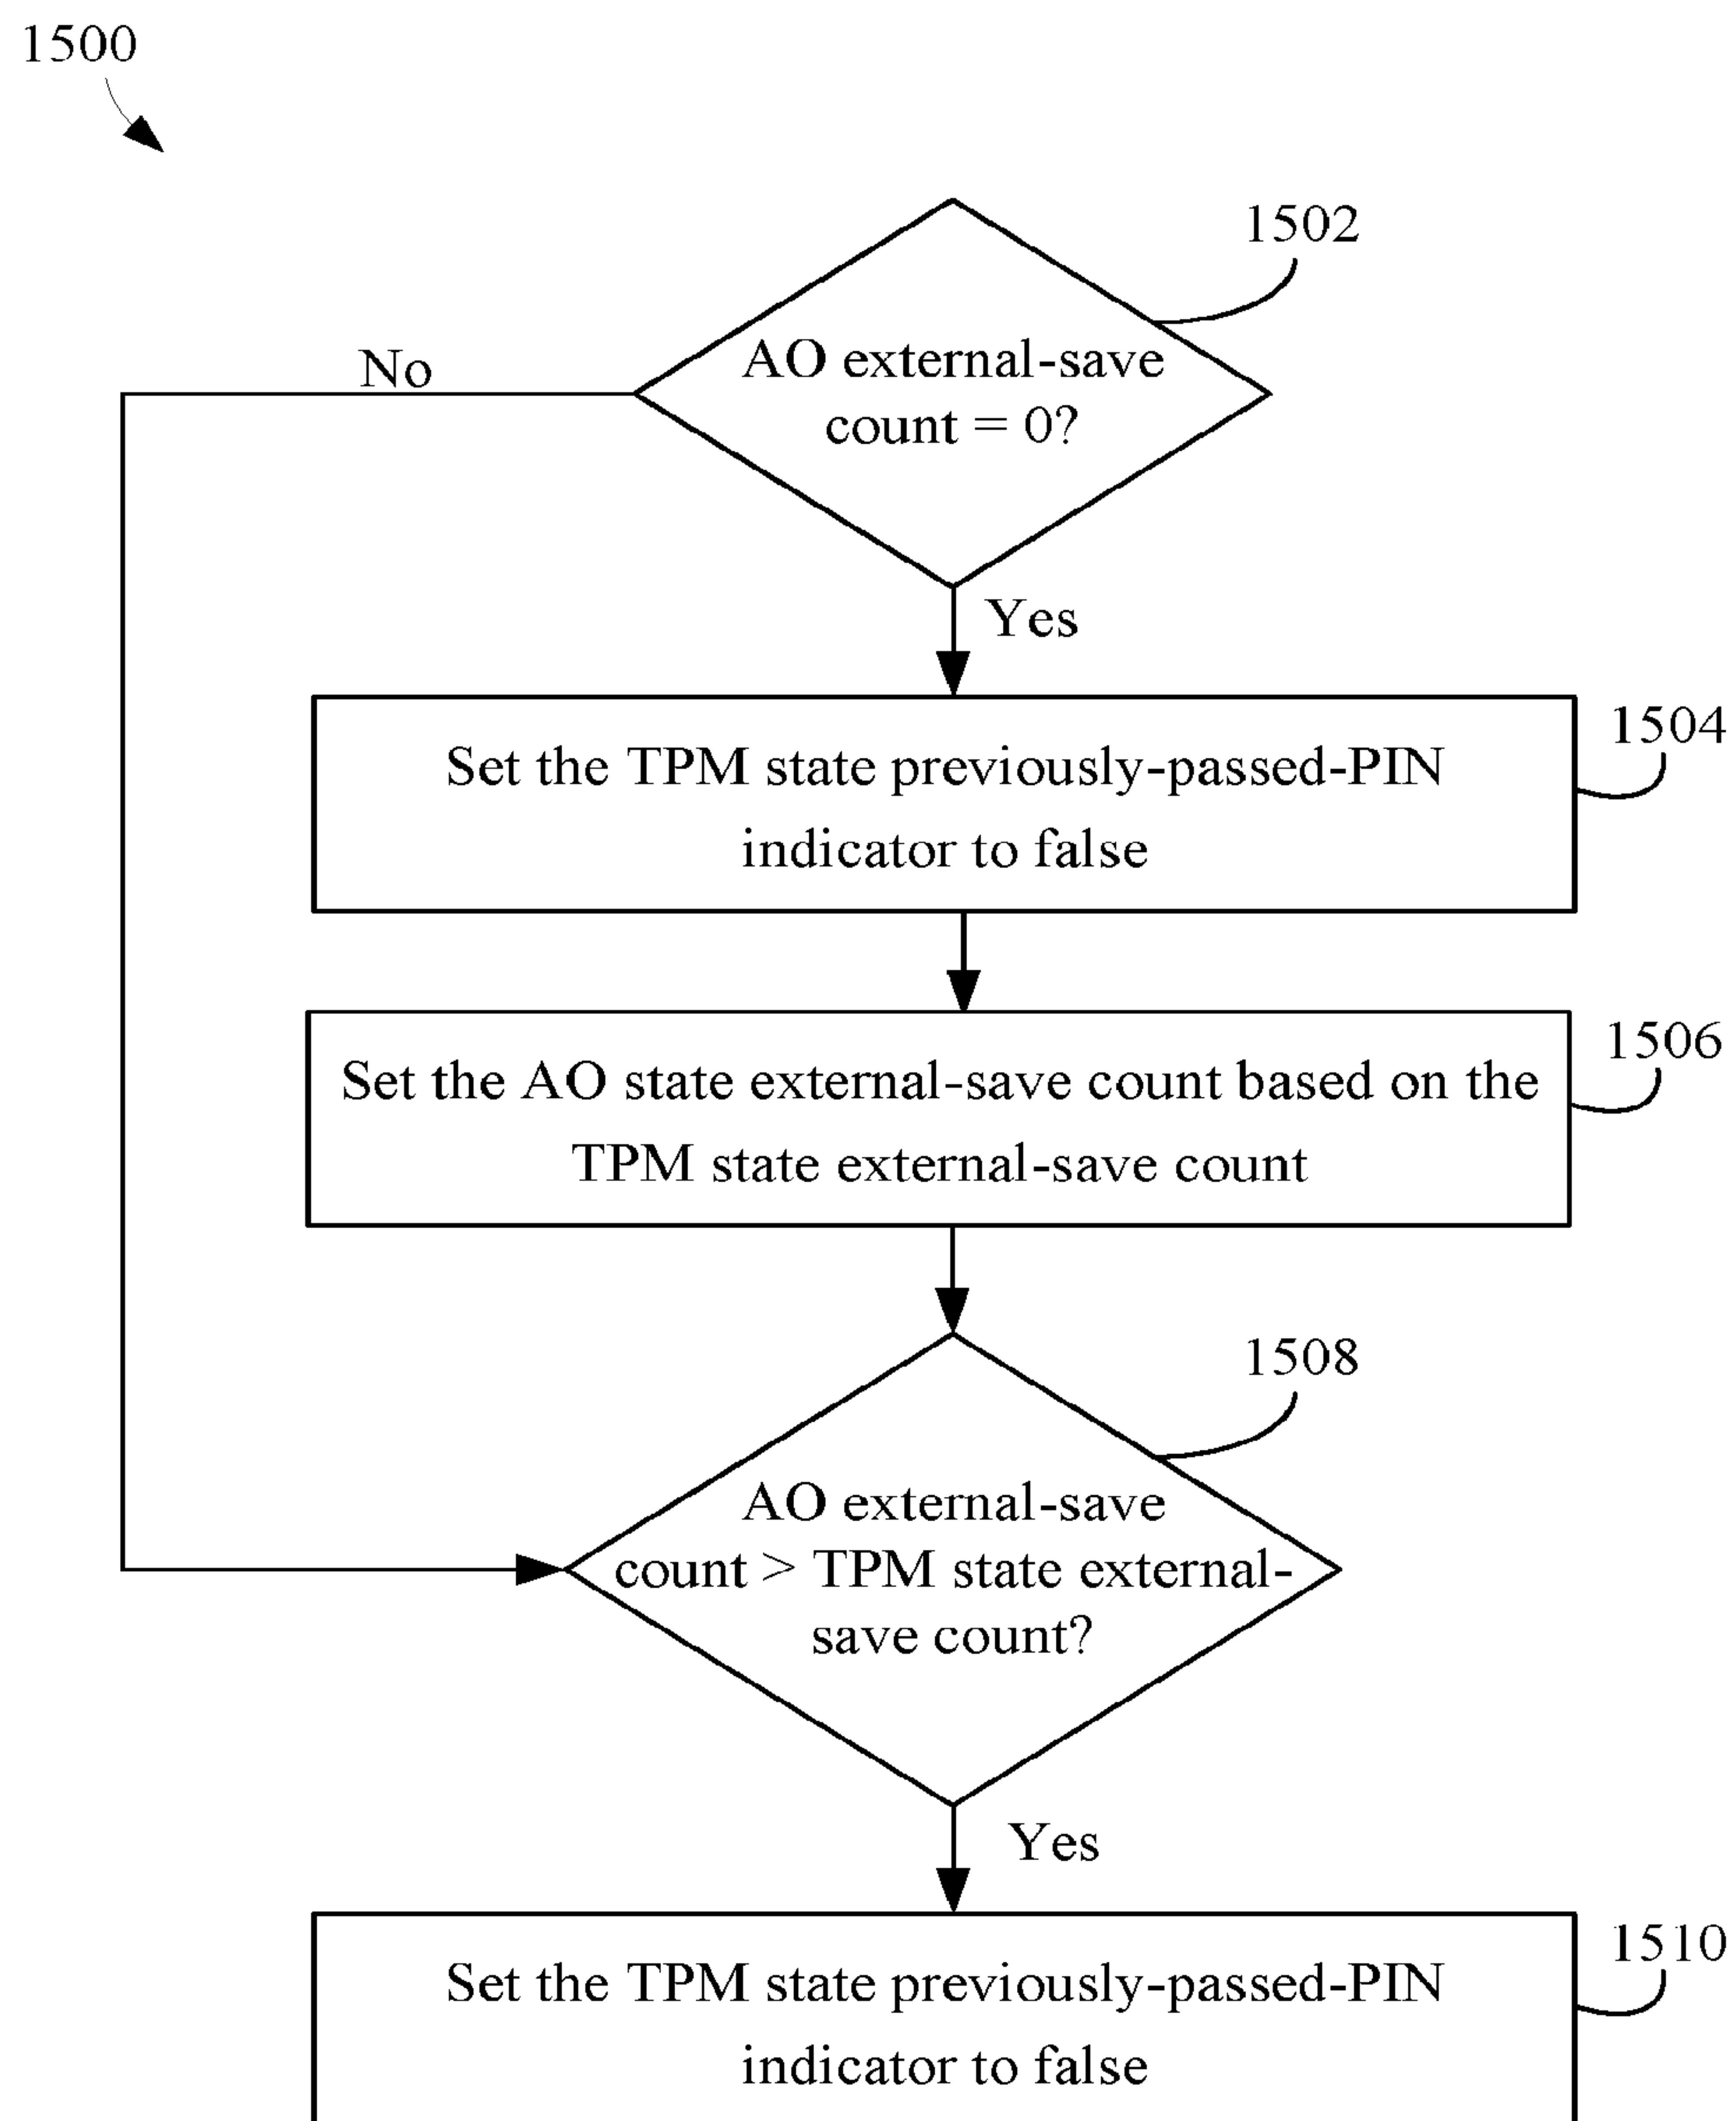 1500
1502
AO external-save
count = 0?
No
Yes
1504
Set the TPM state previously-passed-PIN
indicator to false
1506
Set the AO state external-save count based on the
TPM state external-save count
1508
AO external-save
count > TPM state external-
save count?
Yes
1510
Set the TPM state previously-passed-PIN
indicator to false